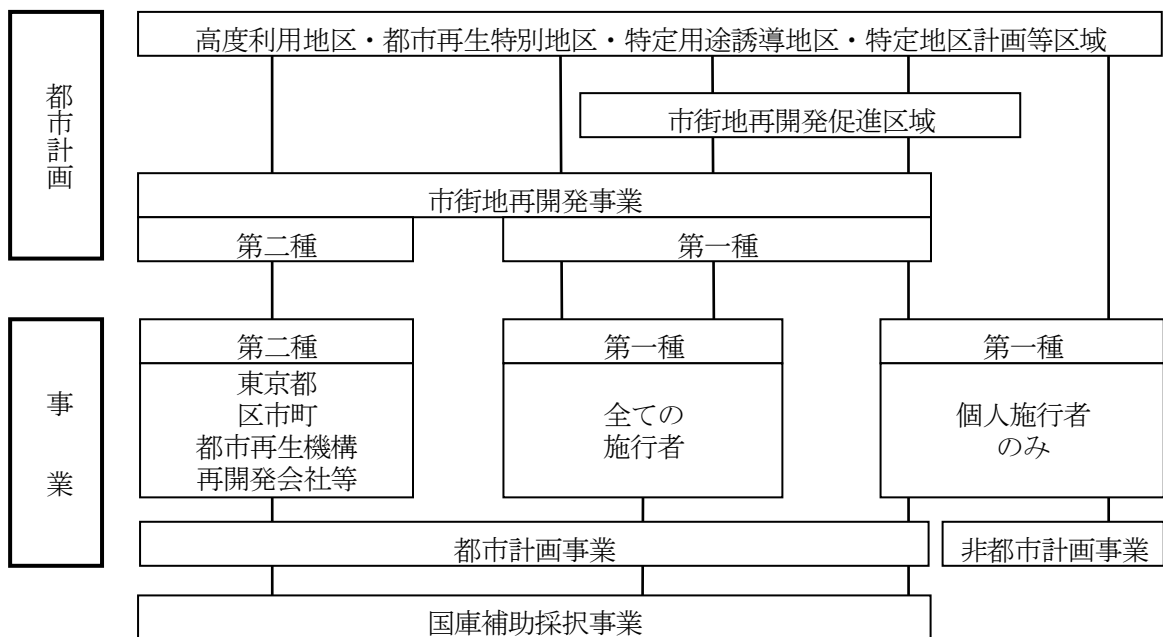 都市計画
高度利用地区・都市再生特別地区・特定用途誘導地区・特定地区計画等区域
市街地再開発促進区域
市街地再開発事業
第二種
第一種
事業
第二種
東京都
区市町
都市再生機構
再開発会社等
第一種
全ての
施行者
第一種
個人施行者
のみ
都市計画事業
非都市計画事業
国庫補助採択事業